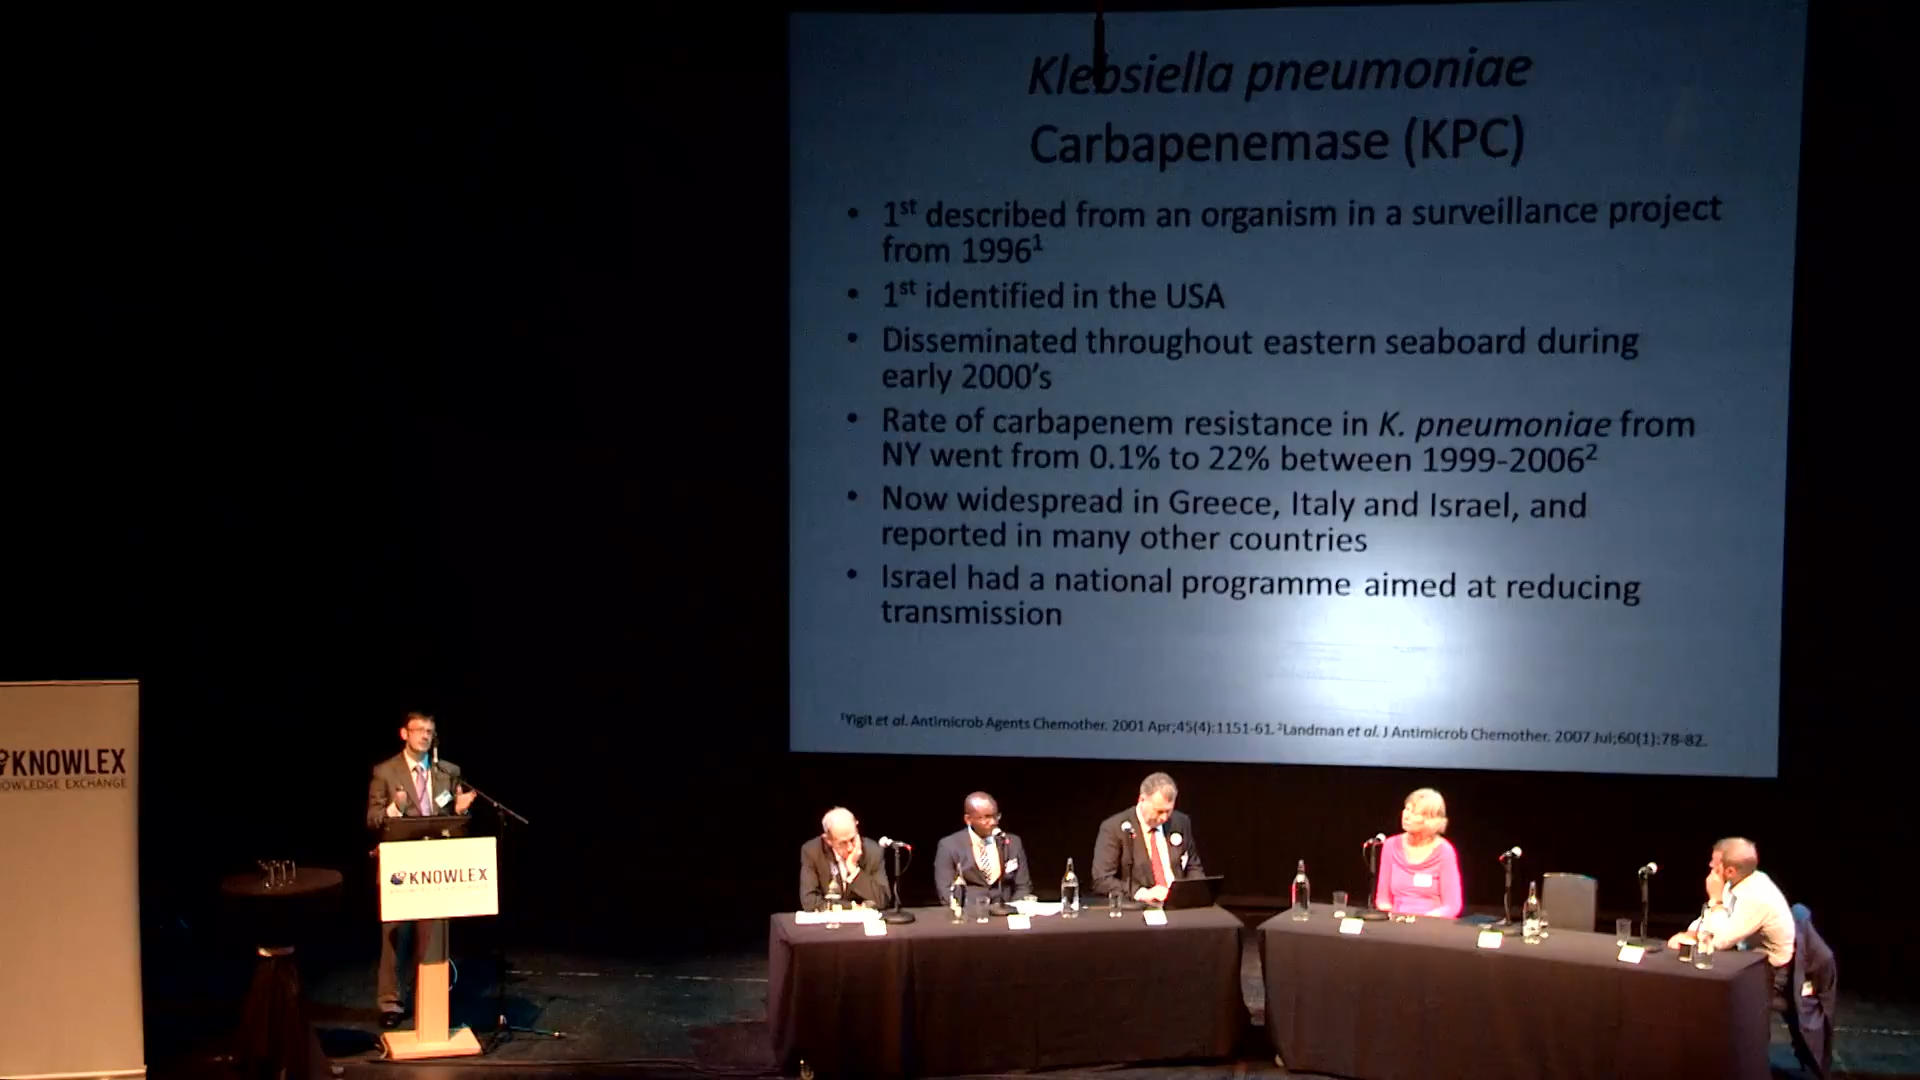 Klebsiella pneumoniae
Carbapenemase (KPC)
• 1st described from an organism in a surveillance project
from 1996¹
• 1st identified in the USA
• Disseminated throughout eastern seaboard during
early 2000's
• Rate of carbapenem resistance in K. pneumoniae from
NY went from 0.1% to 22% between 1999-2006²
• Now widespread in Greece, Italy and Israel, and
reported in many other countries
• Israel had a national programme aimed at reducing
transmission
¹Yigit et al. Antimicrob Agents Chemother. 2001 Apr;45(4):1151-61. ²Landman et al. J Antimicrob Chemother. 2007 Jul;60(1):78-82.
KNOWLEX
OWLEDGE EXCHANGE
KNOWLEX